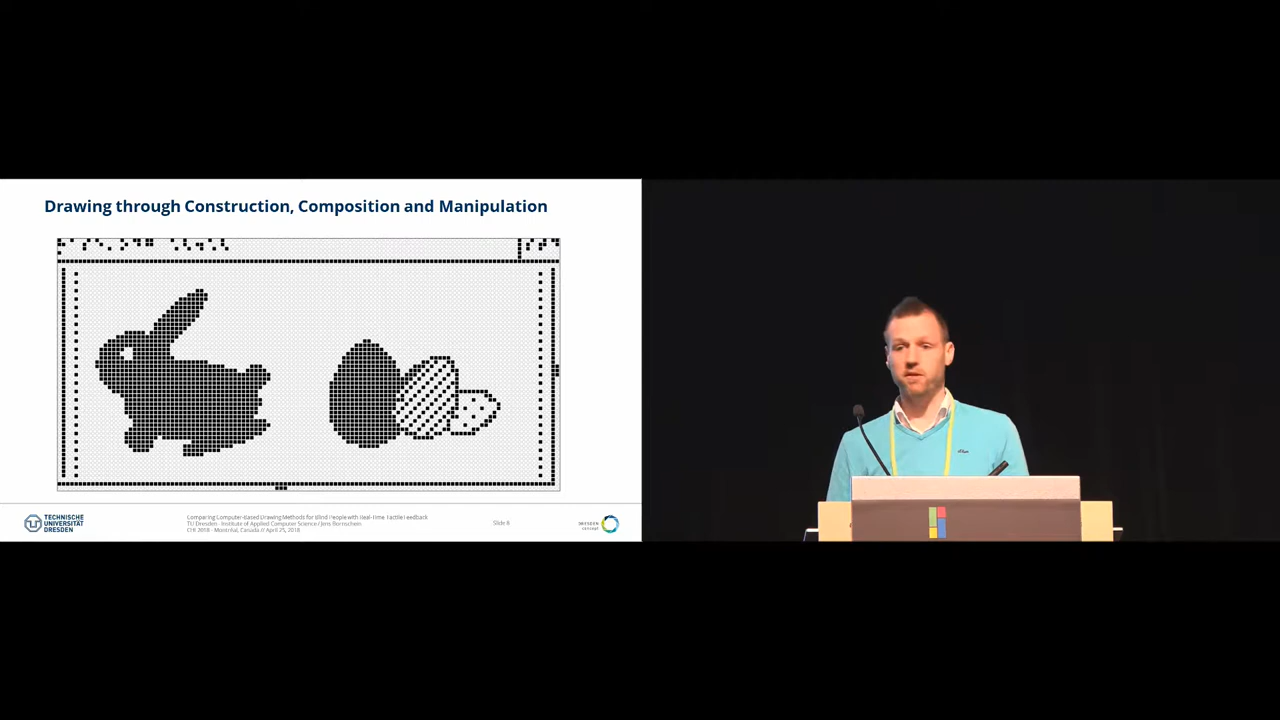 Drawing through Construction, Composition and Manipulation
TECHNISCHE
UNIVERSITÄT
DRESDEN
Comparing Computer-Based Drawing Methods for Blind People with Real-Time Tactile Feedback
TU Dresden - Institute of Applied Computer Science / Jens Bornschein
CHI 2018 - Montréal, Canada // April 25, 2018
Slide 8
DRESDEN
concept